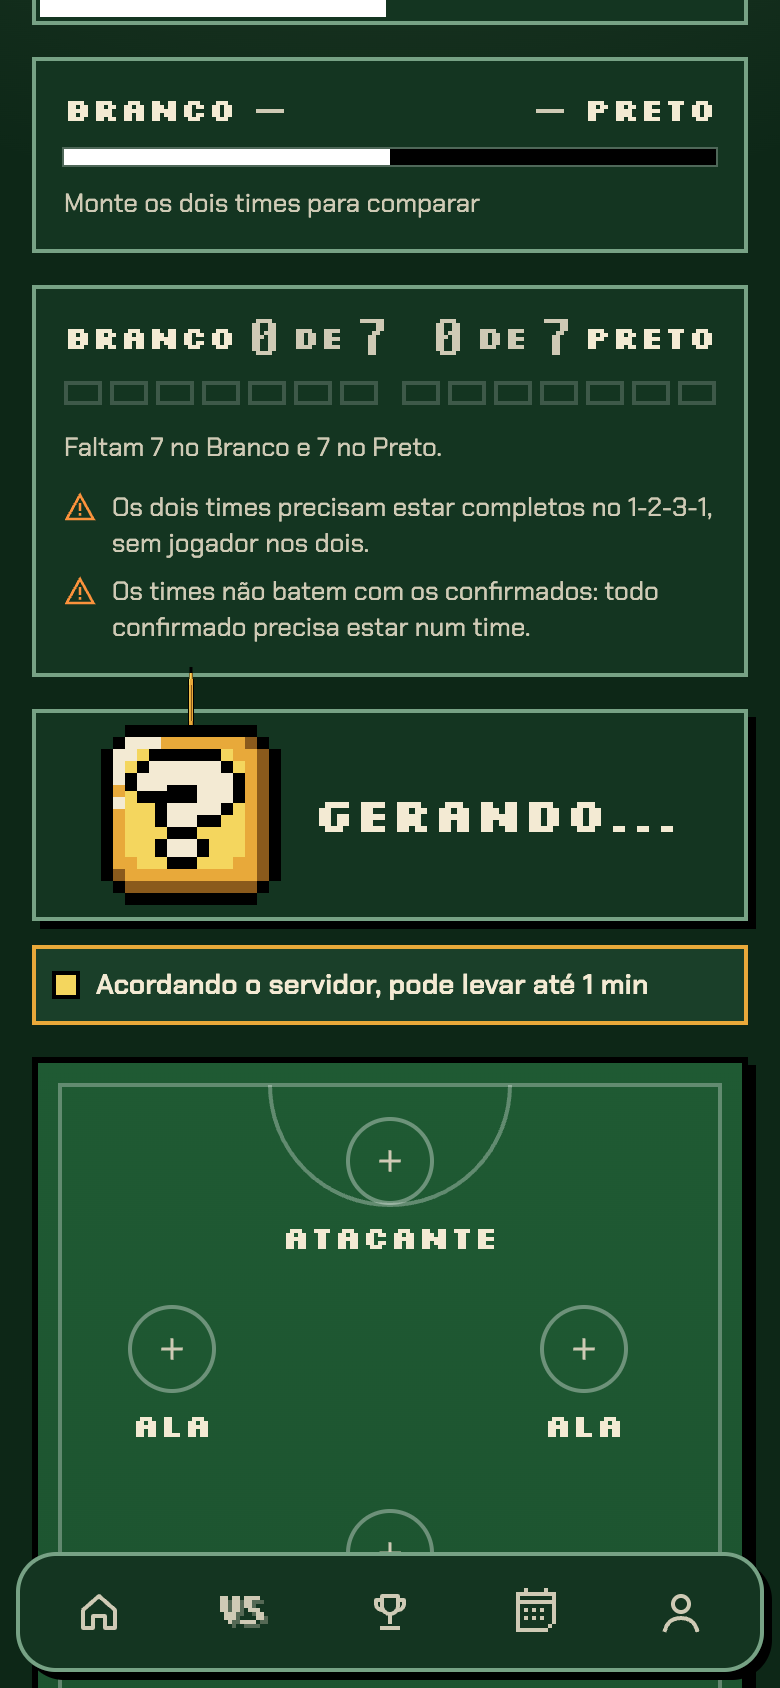 BRANCO — — PRETO
Monte os dois times para comparar
BRANCO 0 DE 7 0 DE 7 PRETO
Faltam 7 no Branco e 7 no Preto.
Os dois times precisam estar completos no 1-2-3-1,
sem jogador nos dois.
Os times não batem com os confirmados: todo
confirmado precisa estar num time.
?
GERANDO...
Acordando o servidor, pode levar até 1 min
+
ATACANTE
+ +
ALA ALA
+
VS